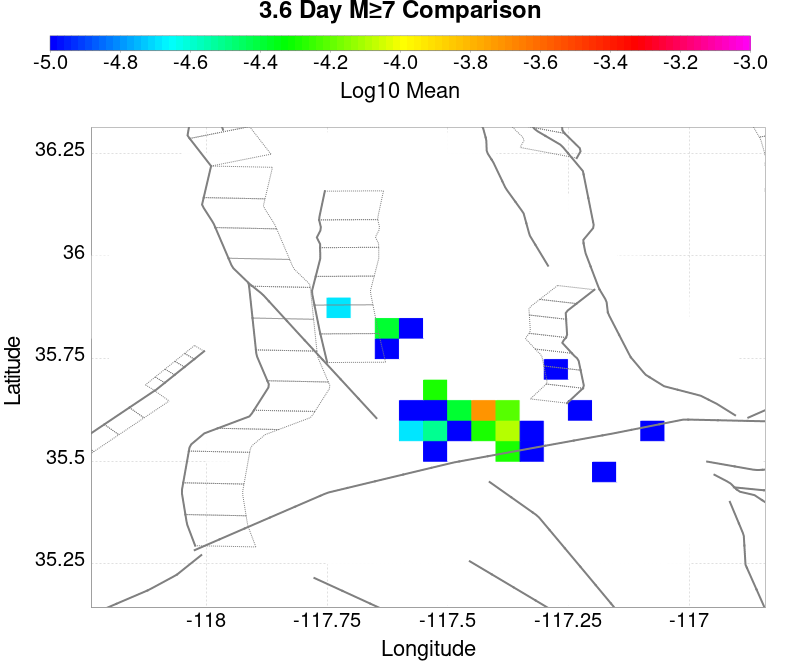 3.6 Day M≥7 Comparison
-5.0 -4.8 -4.6 -4.4 -4.2 -4.0 -3.8 -3.6 -3.4 -3.2 -3.0
Log10 Mean
36.25
36
35.75
35.5
35.25
Latitude
-118 -117.75 -117.5 -117.25 -117
Longitude